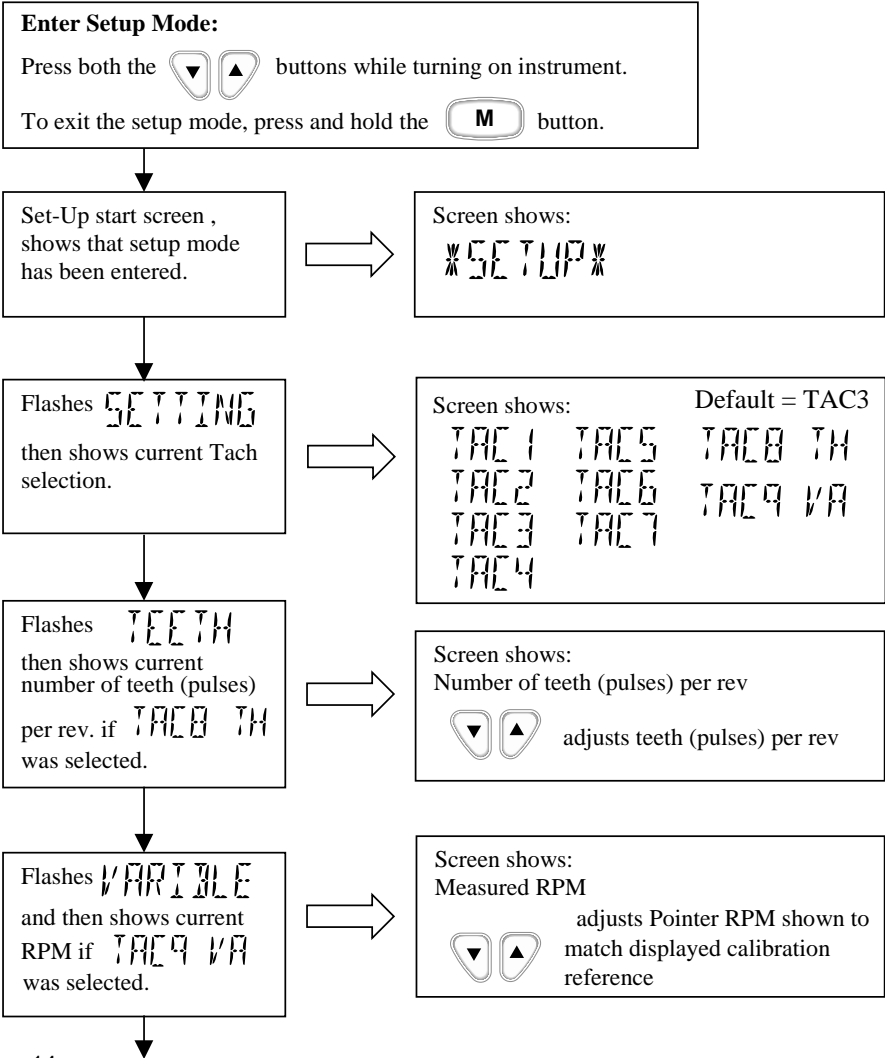 Enter Setup Mode:
Press both the ▼ ▲ buttons while turning on instrument.
To exit the setup mode, press and hold the M button.
Set-Up start screen ,
shows that setup mode
has been entered.
Screen shows:
*SETUP*
Flashes SETTING
then shows current Tach
selection.
Screen shows: Default = TAC3
TAC1 TAC5 TAC8 TH
TAC2 TAC6 TAC9 VA
TAC3 TAC7
TAC4
Flashes TEETH
then shows current
number of teeth (pulses)
per rev. if TAC8 TH
was selected.
Screen shows:
Number of teeth (pulses) per rev
▼ ▲ adjusts teeth (pulses) per rev
Flashes VARIBLE
and then shows current
RPM if TAC9 VA
was selected.
Screen shows:
Measured RPM
adjusts Pointer RPM shown to
▼ ▲ match displayed calibration
reference